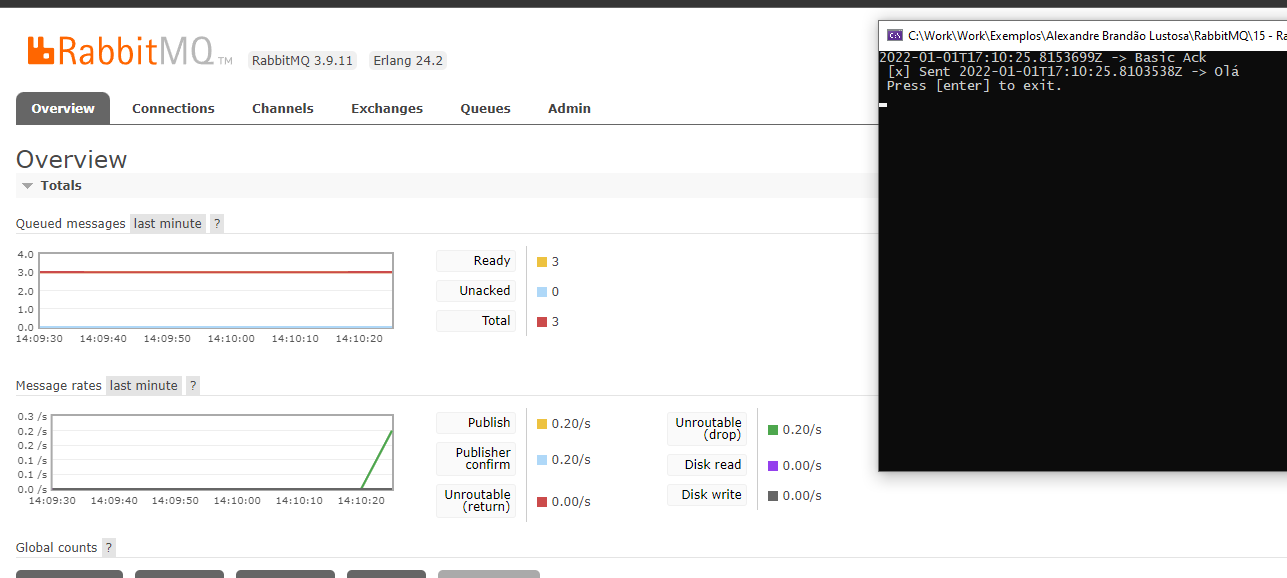 RabbitMQ TM RabbitMQ 3.9.11 Erlang 24.2
Overview Connections Channels Exchanges Queues Admin
Overview
Totals
Queued messages last minute ?
4.0
3.0
2.0
1.0
0.0
14:09:30 14:09:40 14:09:50 14:10:00 14:10:10 14:10:20
Ready 3
Unacked 0
Total 3
Message rates last minute ?
0.3 /s
0.2 /s
0.2 /s
0.1 /s
0.1 /s
0.0 /s
14:09:30 14:09:40 14:09:50 14:10:00 14:10:10 14:10:20
Publish 0.20/s
Publisher
confirm 0.20/s
Unroutable
(return) 0.00/s
Unroutable
(drop) 0.20/s
Disk read 0.00/s
Disk write 0.00/s
Global counts ?
C:\Work\Work\Exemplos\Alexandre Brandão Lustosa\RabbitMQ\15 - Ra
2022-01-01T17:10:25.8153699Z -> Basic Ack
[x] Sent 2022-01-01T17:10:25.8103538Z -> Olá
Press [enter] to exit.